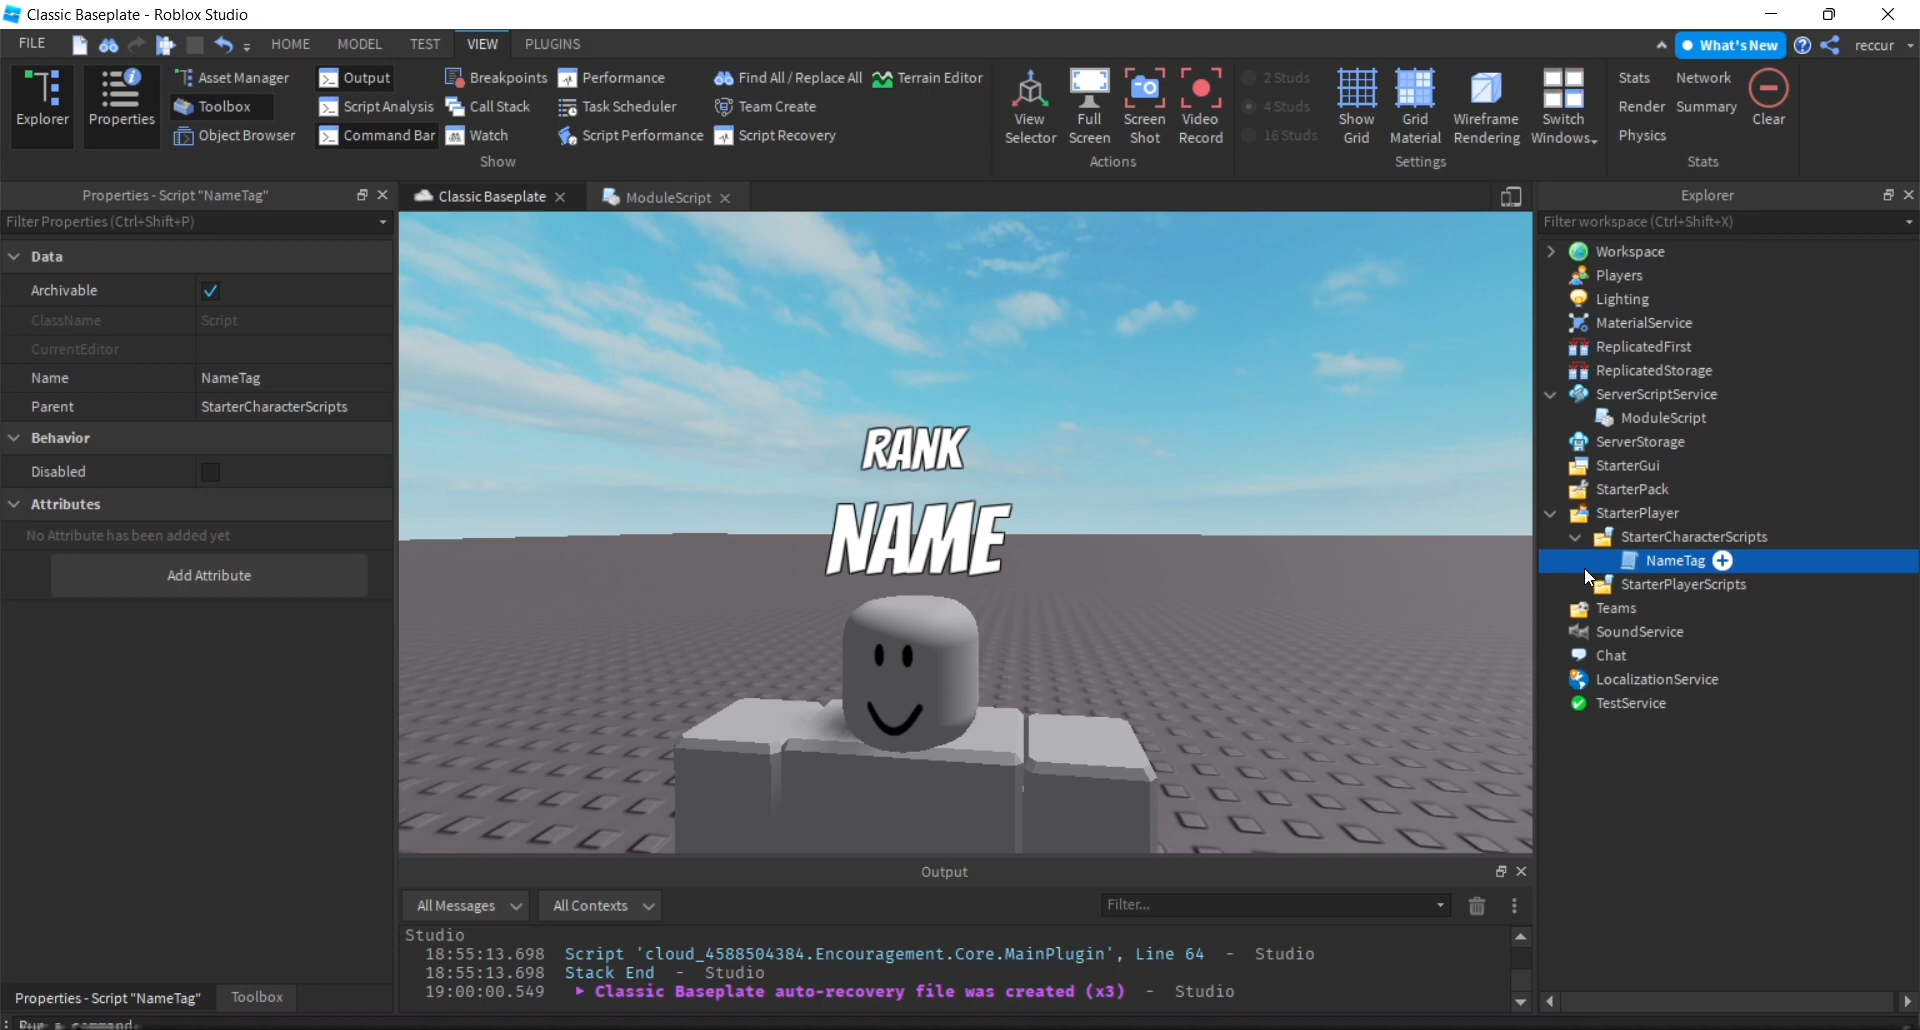 Classic Baseplate - Roblox Studio
FILE
HOME
MODEL
TEST
VIEW
PLUGINS
What's New
reccur
Explorer
Properties
Asset Manager
Toolbox
Object Browser
Output
Script Analysis
Command Bar
Breakpoints
Call Stack
Watch
Performance
Task Scheduler
Script Performance
Find All / Replace All
Team Create
Script Recovery
Terrain Editor
Show
View
Selector
Full
Screen
Screen
Shot
Video
Record
Actions
2 Studs
4 Studs
16 Studs
Show
Grid
Grid
Material
Wireframe
Rendering
Switch
Windows
Settings
Stats
Network
Render
Summary
Physics
Clear
Stats
Properties - Script "NameTag"
Filter Properties (Ctrl+Shift+P)
Data
Archivable
ClassName
Script
CurrentEditor
Name
NameTag
Parent
StarterCharacterScripts
Behavior
Disabled
Attributes
No Attribute has been added yet
Add Attribute
Properties - Script "NameTag"
Toolbox
Classic Baseplate
ModuleScript
RANK
NAME
Output
All Messages
All Contexts
Filter...
Studio
18:55:13.698 Script 'cloud_4588504384.Encouragement.Core.MainPlugin', Line 64 - Studio
18:55:13.698 Stack End - Studio
19:00:00.549 Classic Baseplate auto-recovery file was created (x3) - Studio
Explorer
Filter workspace (Ctrl+Shift+X)
Workspace
Players
Lighting
MaterialService
ReplicatedFirst
ReplicatedStorage
ServerScriptService
ModuleScript
ServerStorage
StarterGui
StarterPack
StarterPlayer
StarterCharacterScripts
NameTag
StarterPlayerScripts
Teams
SoundService
Chat
LocalizationService
TestService